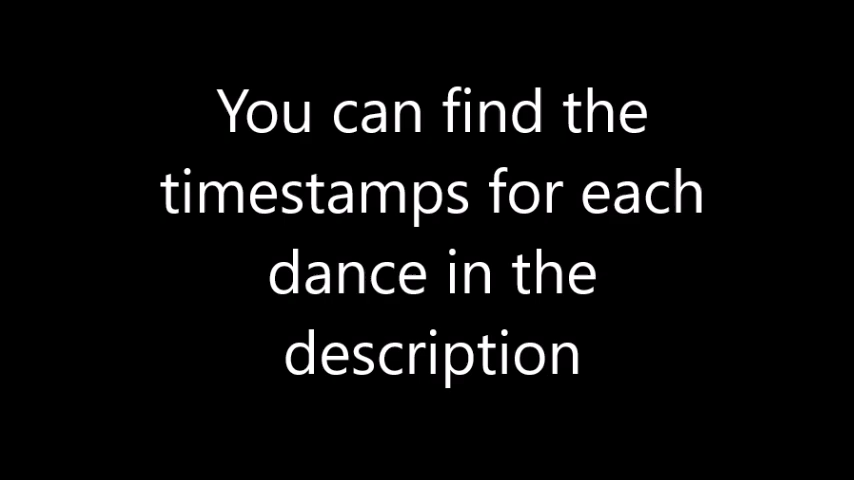 You can find the
timestamps for each
dance in the
description